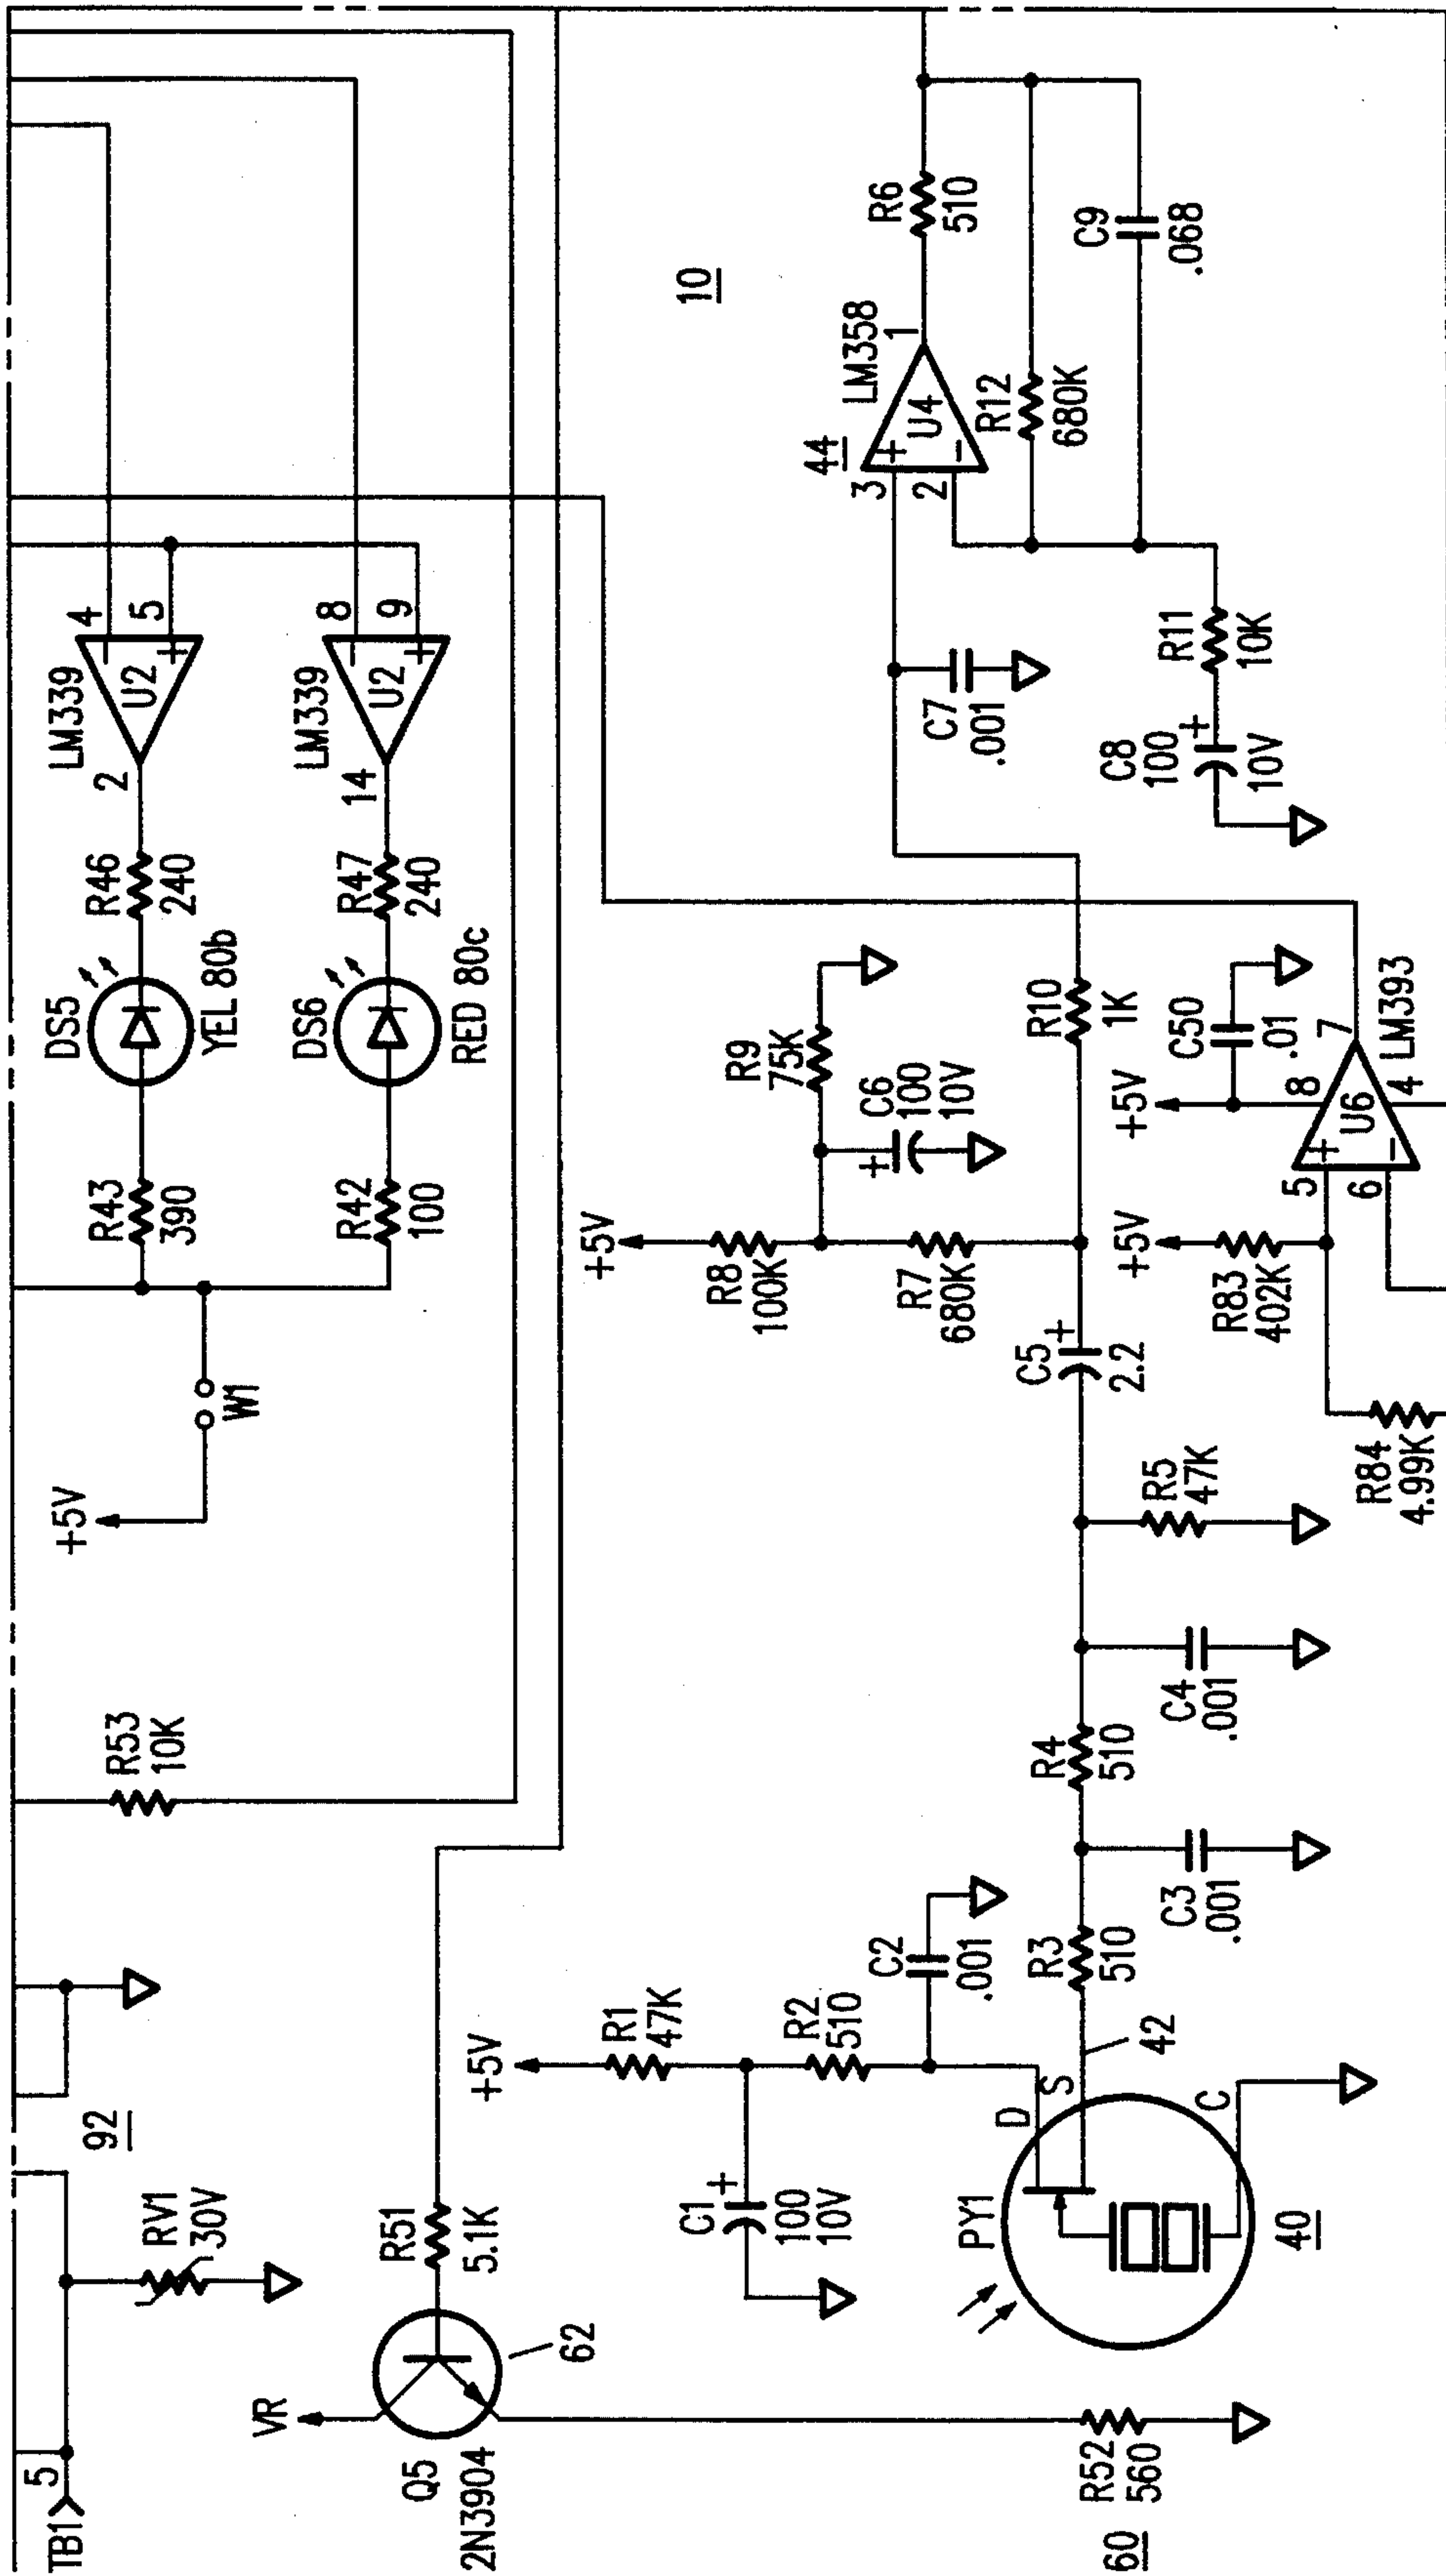 TB1
5
RV1
30V
92
R53
10K
+5V
W1
R43
390
DS5
YEL 80b
R46
240
2
LM339
U2
4
5
−
+
R42
100
DS6
RED 80c
R47
240
14
LM339
U2
8
9
−
+
VR
Q5
2N3904
62
R51
5.1K
60
R52
560
+5V
R1
47K
C1
+
100
10V
R2
510
C2
.001
PY1
D
S
C
40
42
R3
510
C3
.001
R4
510
C4
.001
R5
47K
C5
+
2.2
+5V
R8
100K
R7
680K
R9
75K
C6
+
100
10V
R10
1K
C7
.001
10
44
LM358
U4
3
2
1
+
−
R6
510
R12
680K
C9
.068
R11
10K
C8
100
+
10V
+5V
R83
402K
R84
4.99K
+5V
C50
.01
5
6
8
7
4
+
−
U6
LM393